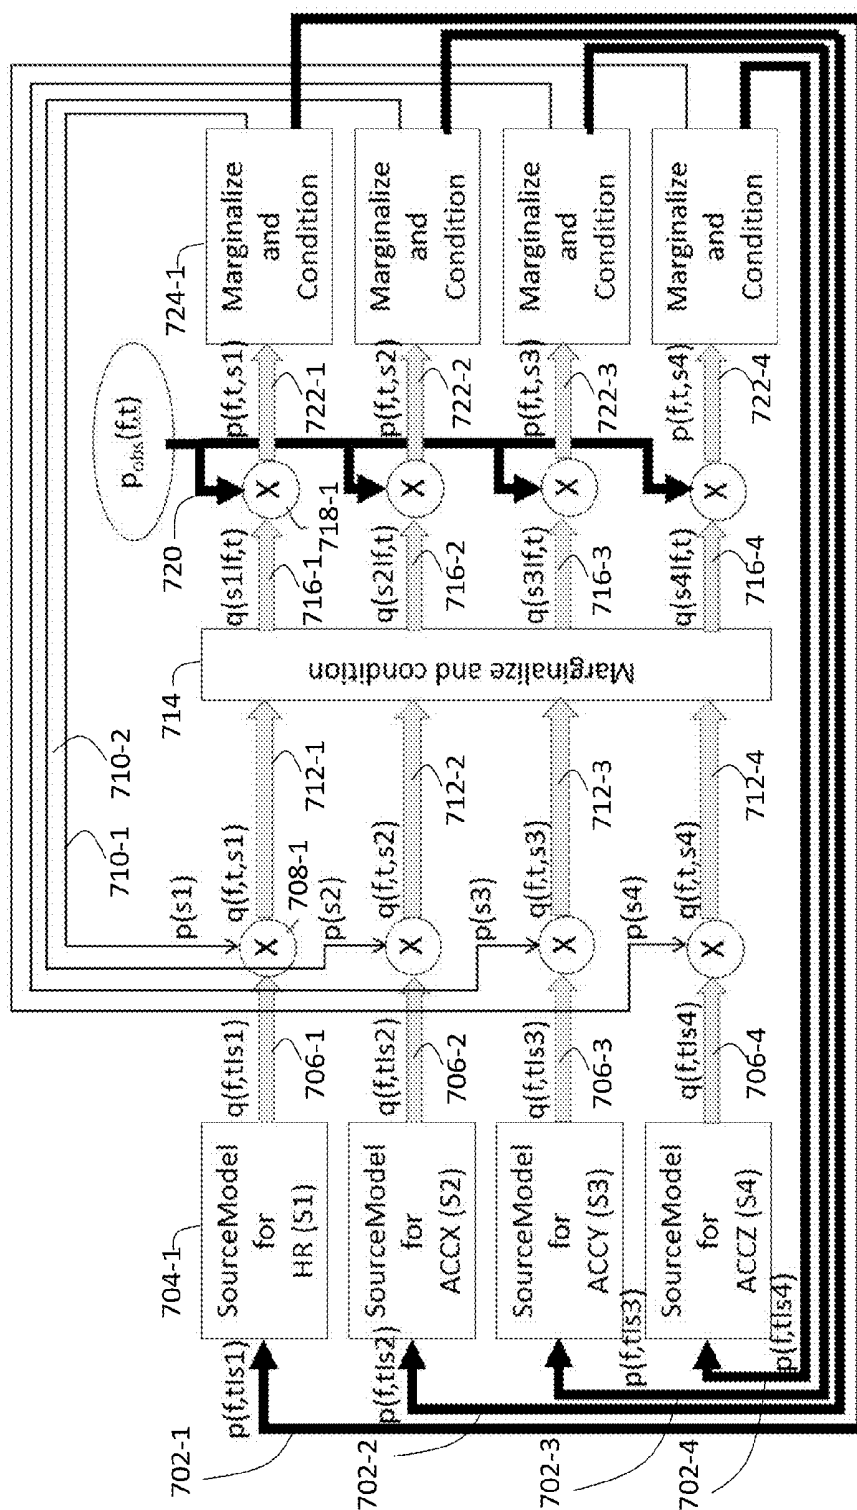 702-1
p(f,t|s1)
704-1
SourceModel
for
HR (S1)
q(f,t|s1)
706-1
p(s1)
X
708-1
q(f,t,s1)
710-1
710-2
712-1
714
Marginalize and condition
q(s1|f,t)
716-1
720
X
718-1
pobs(f,t)
p(f,t,s1)
722-1
724-1
Marginalize
and
Condition
702-2
p(f,t|s2)
SourceModel
for
ACCX (S2)
q(f,t|s2)
706-2
p(s2)
X
q(f,t,s2)
712-2
q(s2|f,t)
716-2
X
p(f,t,s2)
722-2
Marginalize
and
Condition
702-3
p(f,t|s3)
SourceModel
for
ACCY (S3)
q(f,t|s3)
706-3
p(s3)
X
q(f,t,s3)
712-3
q(s3|f,t)
716-3
X
p(f,t,s3)
722-3
Marginalize
and
Condition
702-4
p(f,t|s4)
SourceModel
for
ACCZ (S4)
q(f,t|s4)
706-4
p(s4)
X
q(f,t,s4)
712-4
q(s4|f,t)
716-4
X
p(f,t,s4)
722-4
Marginalize
and
Condition